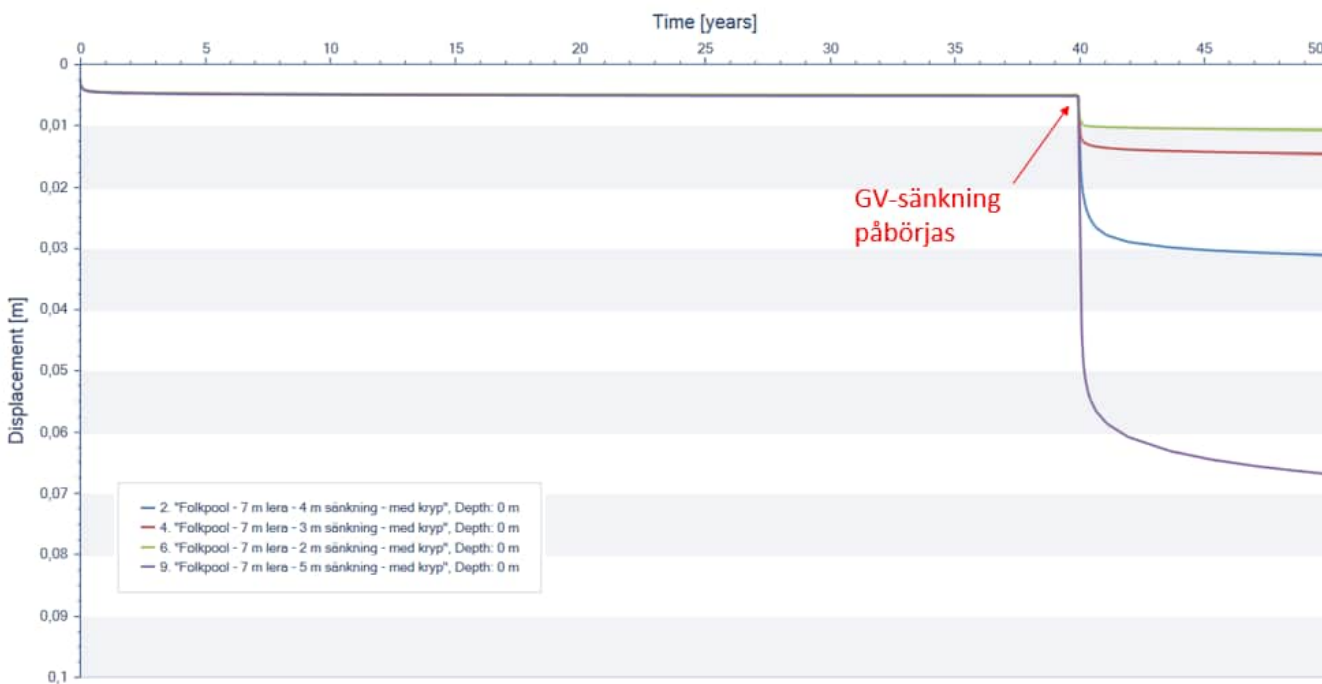 Time [years]
0 5 10 15 20 25 30 35 40 45 50
0
0,01
0,02
0,03
0,04
0,05
0,06
0,07
0,08
0,09
0,1
Displacement [m]
GV-sänkning
påbörjas
2. "Folkpool - 7 m lera - 4 m sänkning - med kryp", Depth: 0 m
4. "Folkpool - 7 m lera - 3 m sänkning - med kryp", Depth: 0 m
6. "Folkpool - 7 m lera - 2 m sänkning - med kryp", Depth: 0 m
9. "Folkpool - 7 m lera - 5 m sänkning - med kryp", Depth: 0 m